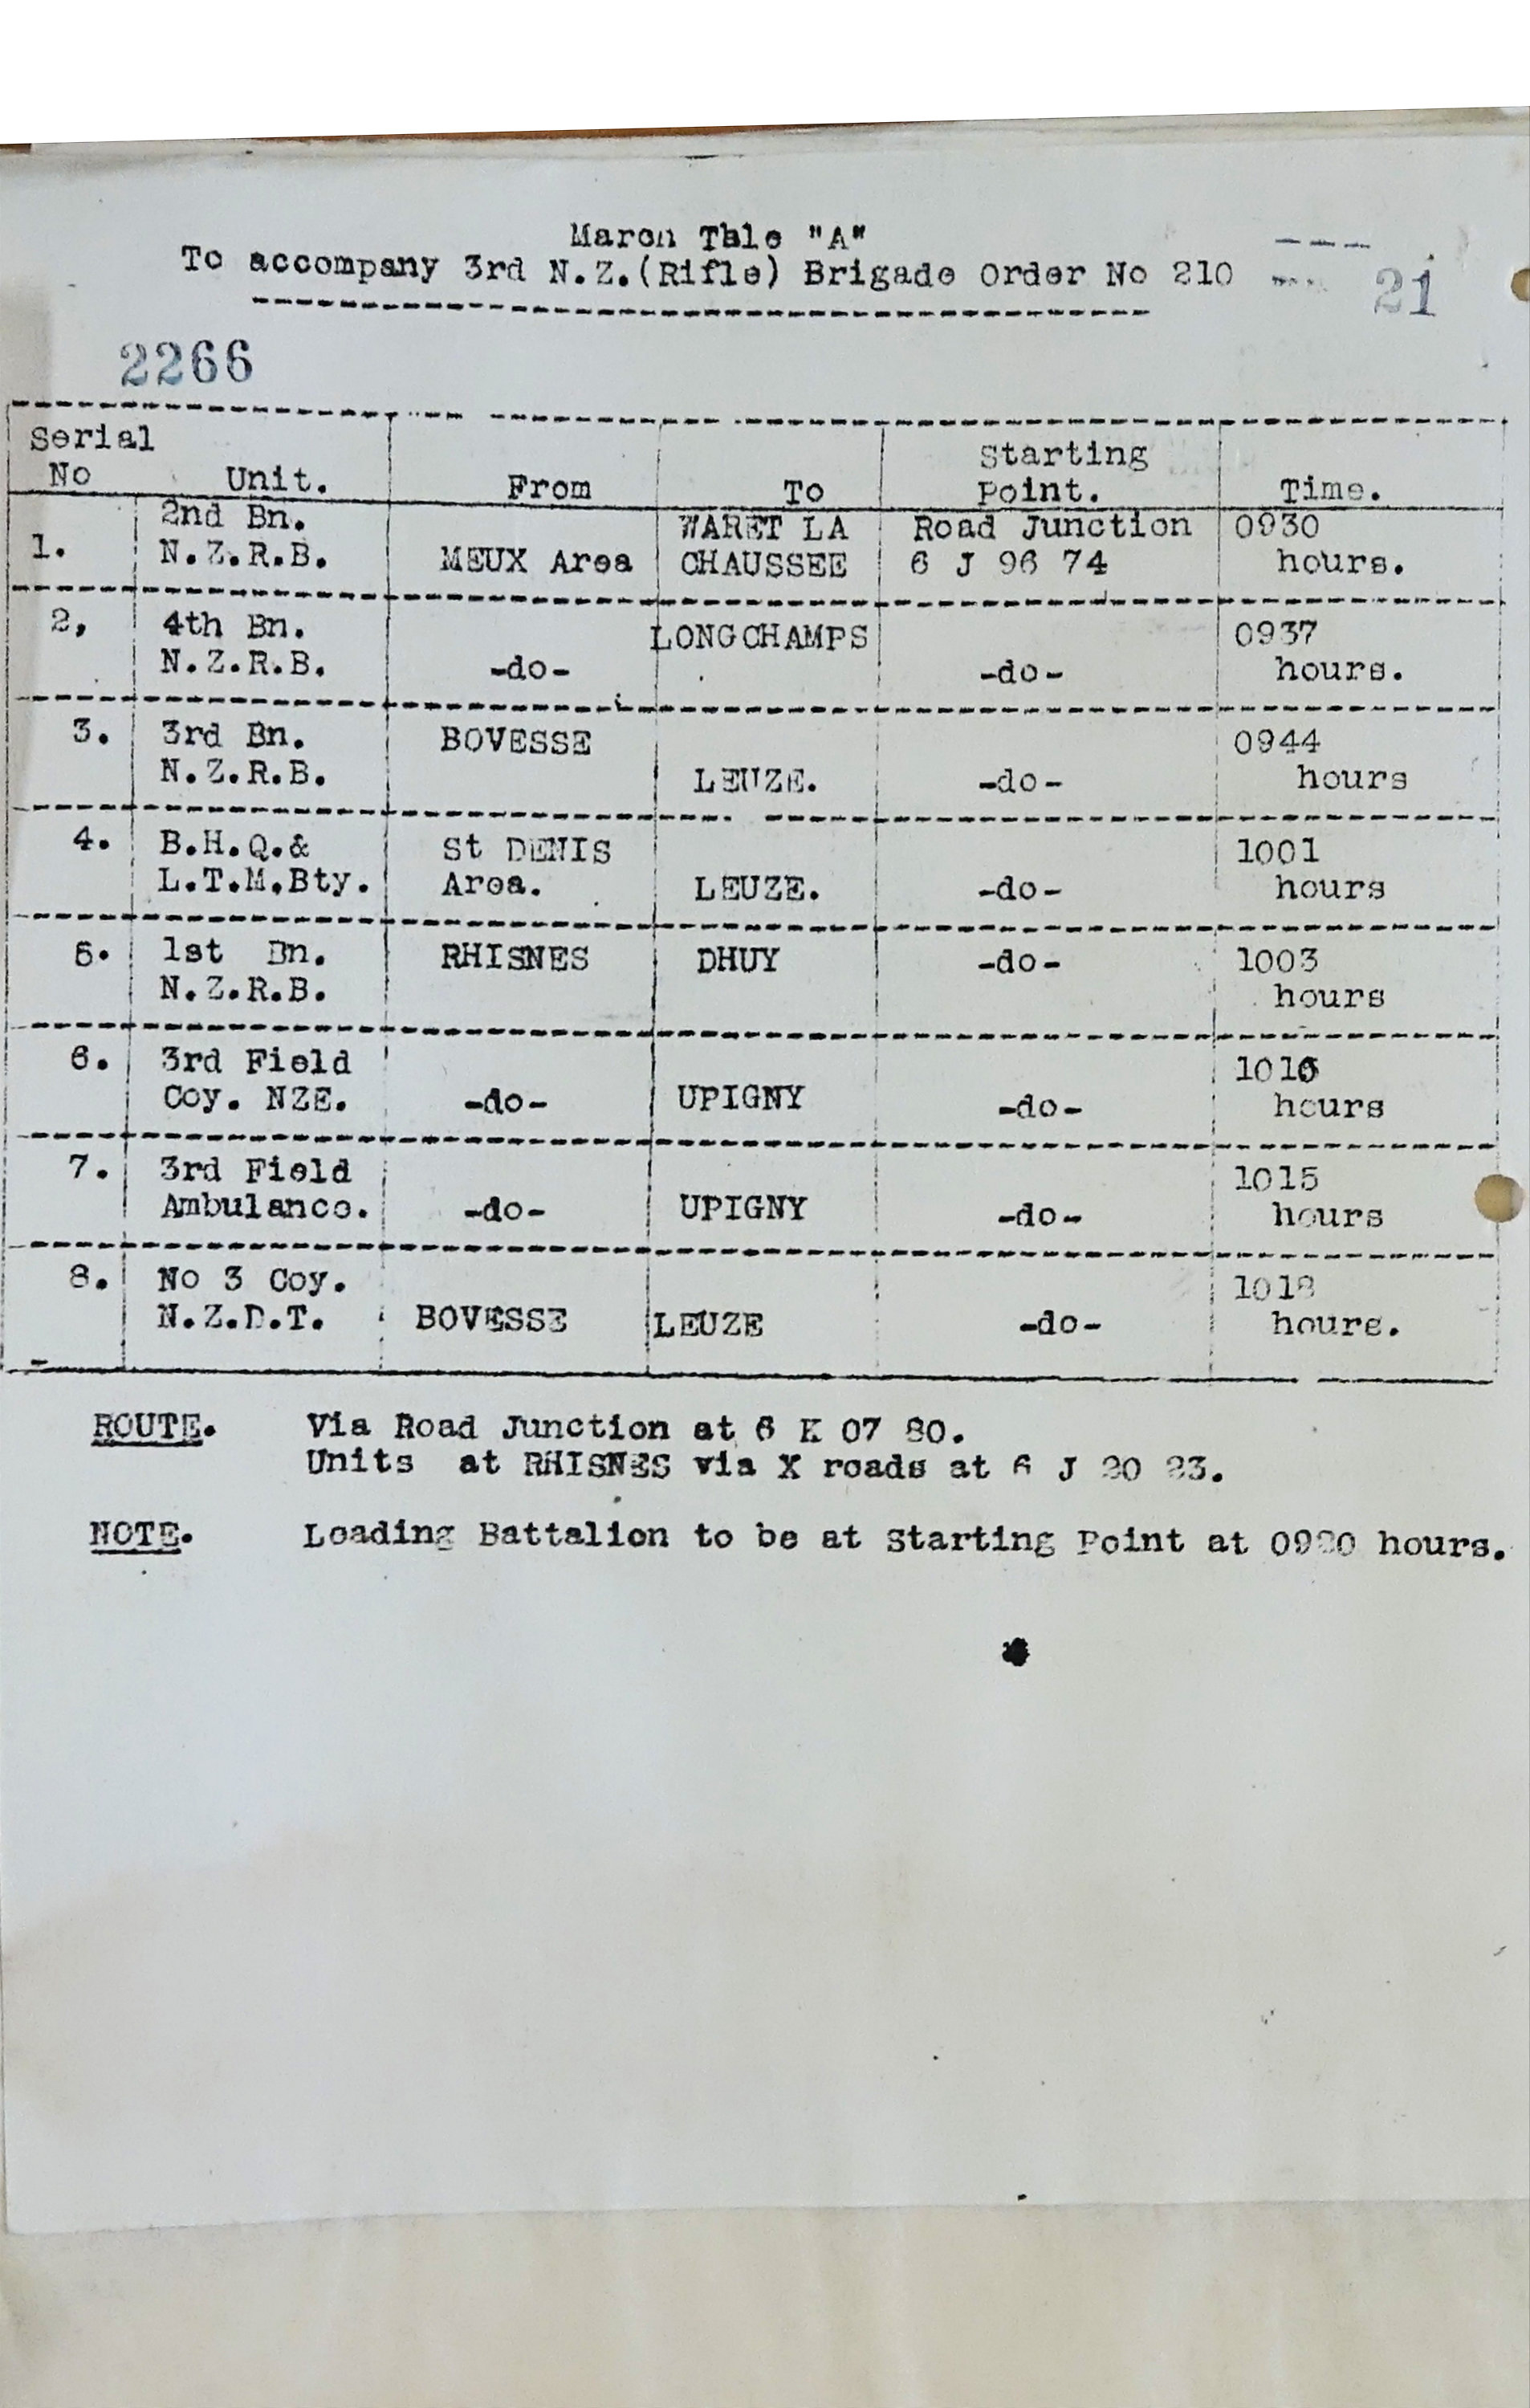 March Tble "A"
To accompany 3rd N.Z.(Rifle) Brigade Order No 210
21
2266
Serial No Unit. From To Starting Point. Time.
1. 2nd Bn. N.Z.R.B. MEUX Area WARET LA CHAUSSEE Road Junction 6 J 96 74 0930 hours.
2, 4th Bn. N.Z.R.B. -do- LONGCHAMPS -do- 0937 hours.
3. 3rd Bn. N.Z.R.B. BOVESSE LEUZE. -do- 0944 hours
4. B.H.Q.& L.T.M.Bty. St DENIS Area. LEUZE. -do- 1001 hours
5. 1st Bn. N.Z.R.B. RHISNES DHUY -do- 1003 hours
6. 3rd Field Coy. NZE. -do- UPIGNY -do- hours
7. 3rd Field Ambulance. -do- UPIGNY -do- 1015 hours
8. No 3 Coy. N.Z.D.T. BOVESSE LEUZE -do- 1018 hours.
ROUTE. Via Road Junction at 6 K 07 80.
Units at RHISNES via X roads at 6 J 20 23.
NOTE. Leading Battalion to be at Starting Point at 0920 hours.